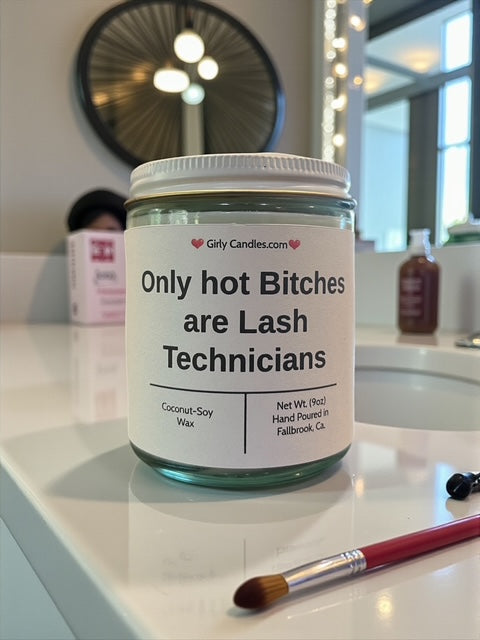 Girly Candles.com
Only hot Bitches
are Lash
Technicians
Coconut-Soy
Wax
Net Wt. (9oz)
Hand Poured in
Fallbrook, Ca.